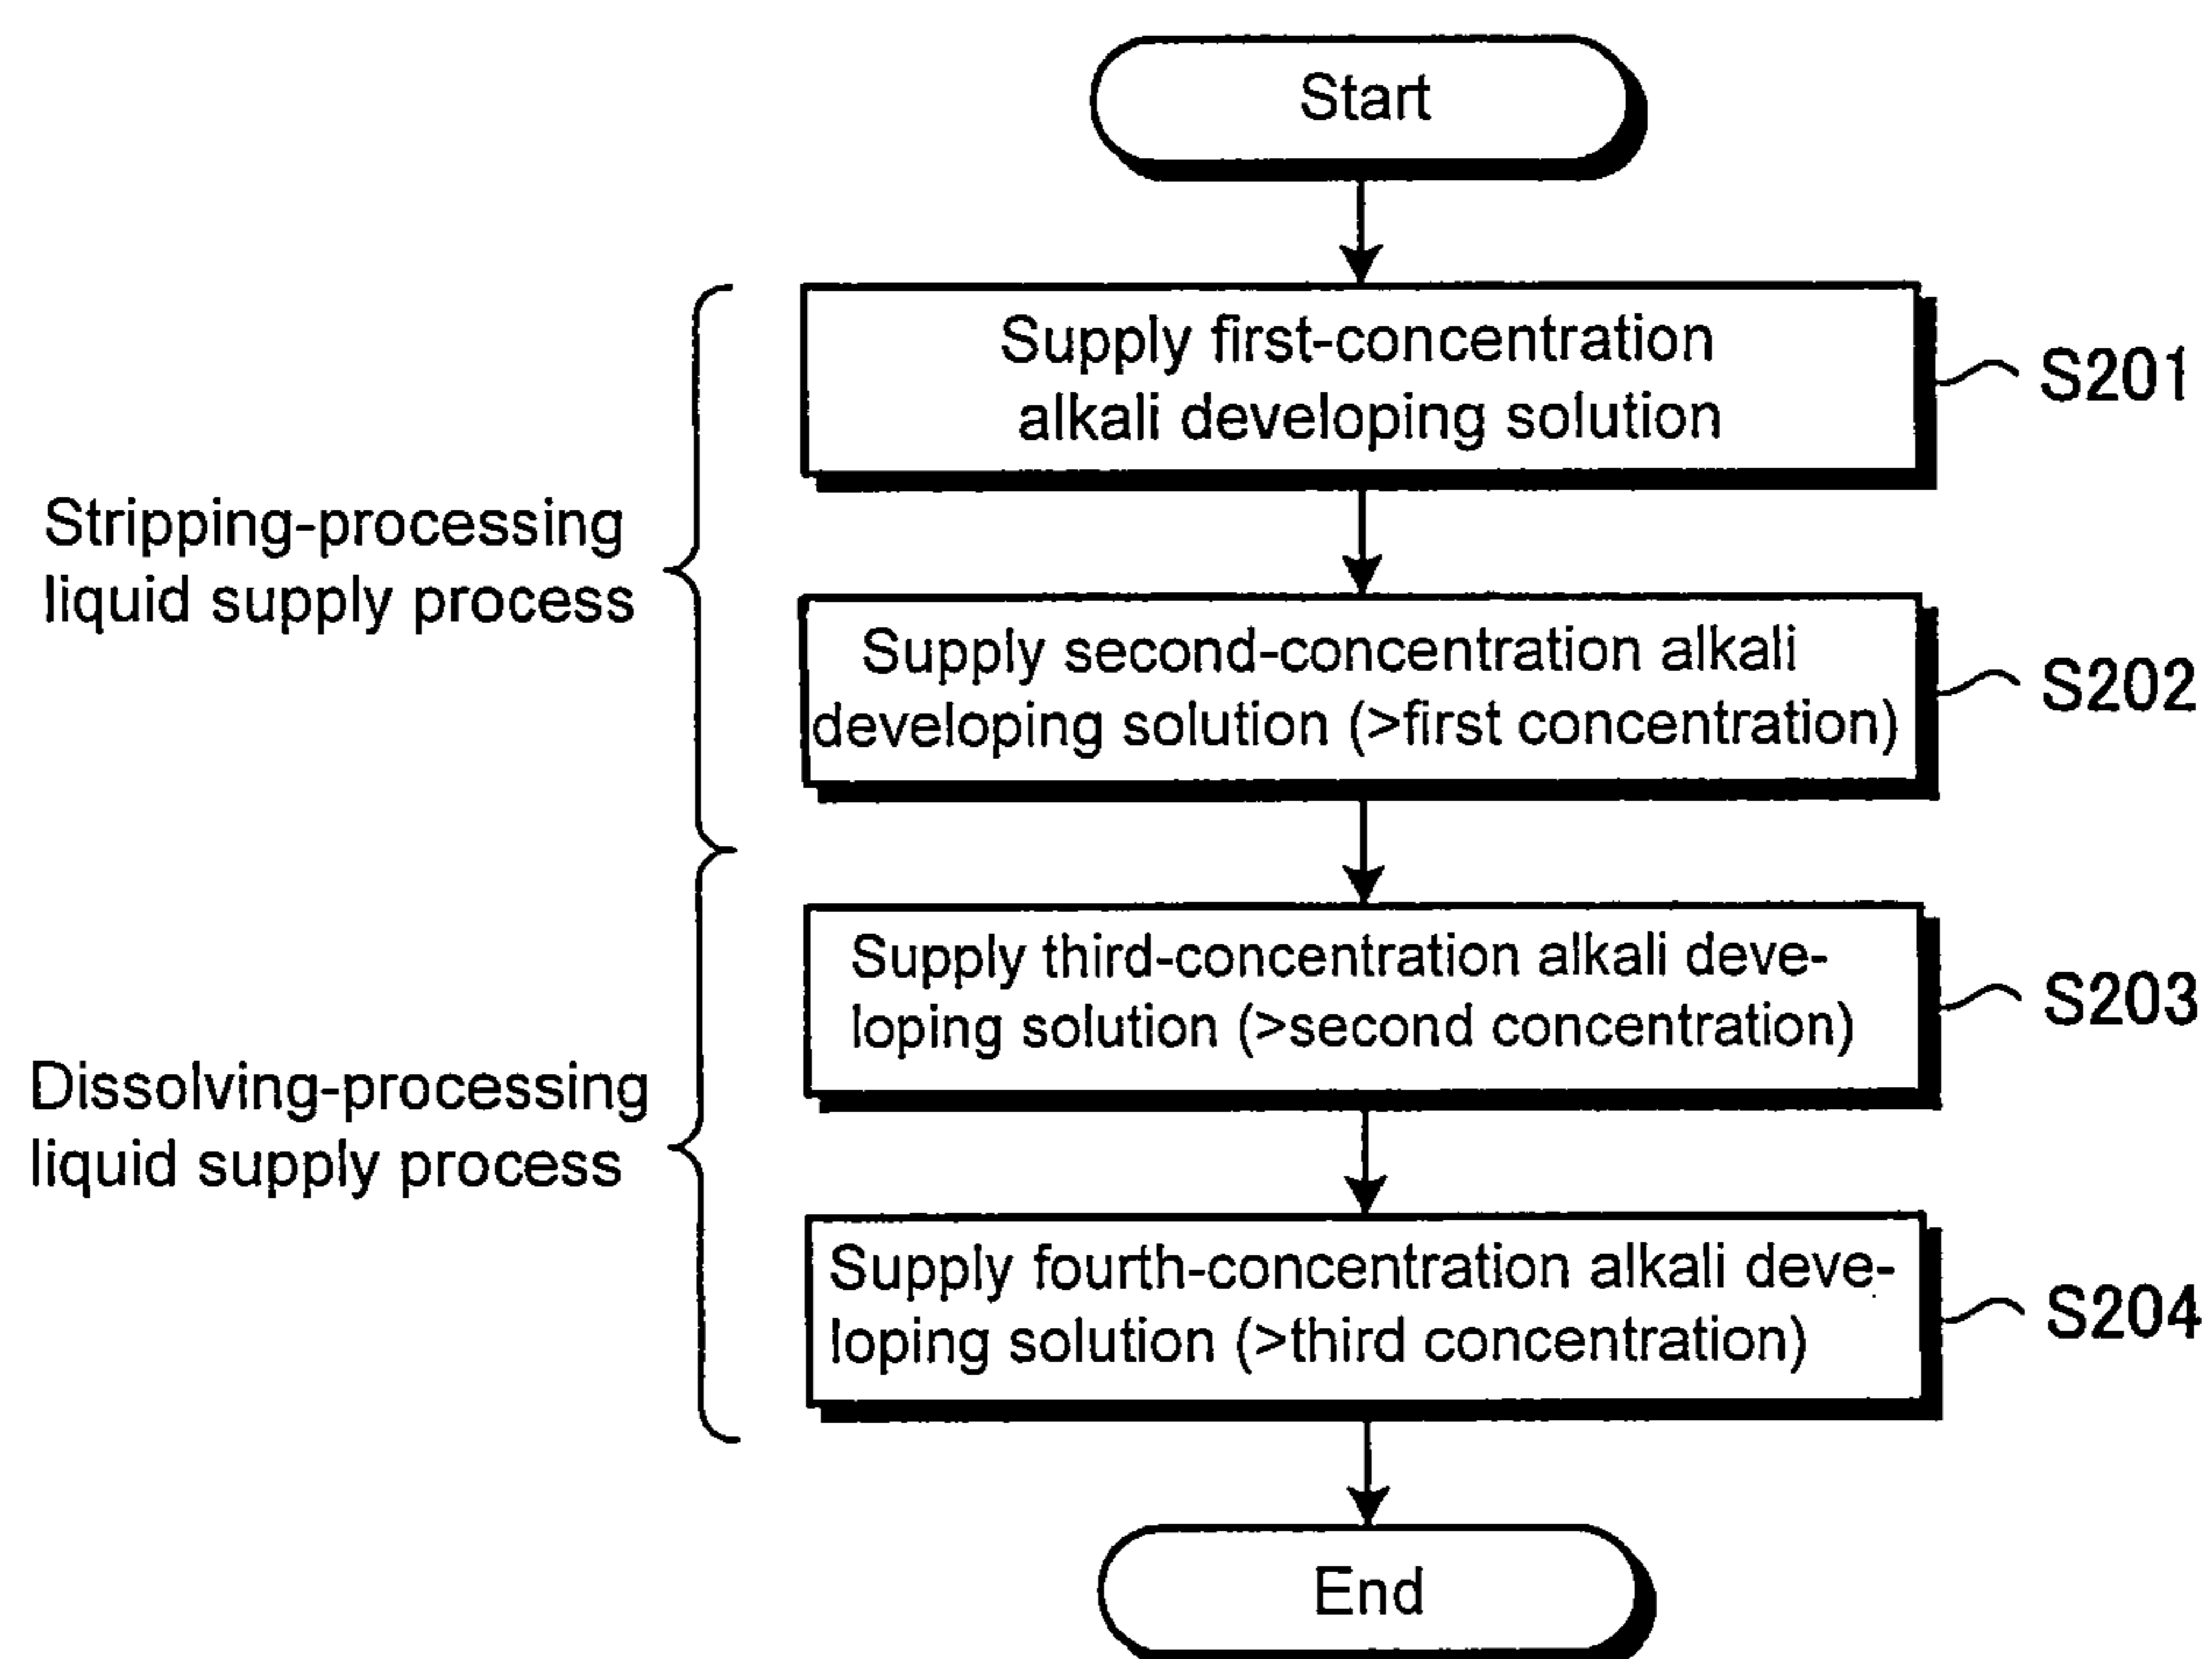 Start
Supply first-concentration
alkali developing solution
S201
Stripping-processing
liquid supply process
Supply second-concentration alkali
developing solution (>first concentration)
S202
Supply third-concentration alkali deve-
loping solution (>second concentration)
S203
Dissolving-processing
liquid supply process
Supply fourth-concentration alkali deve-
loping solution (>third concentration)
S204
End